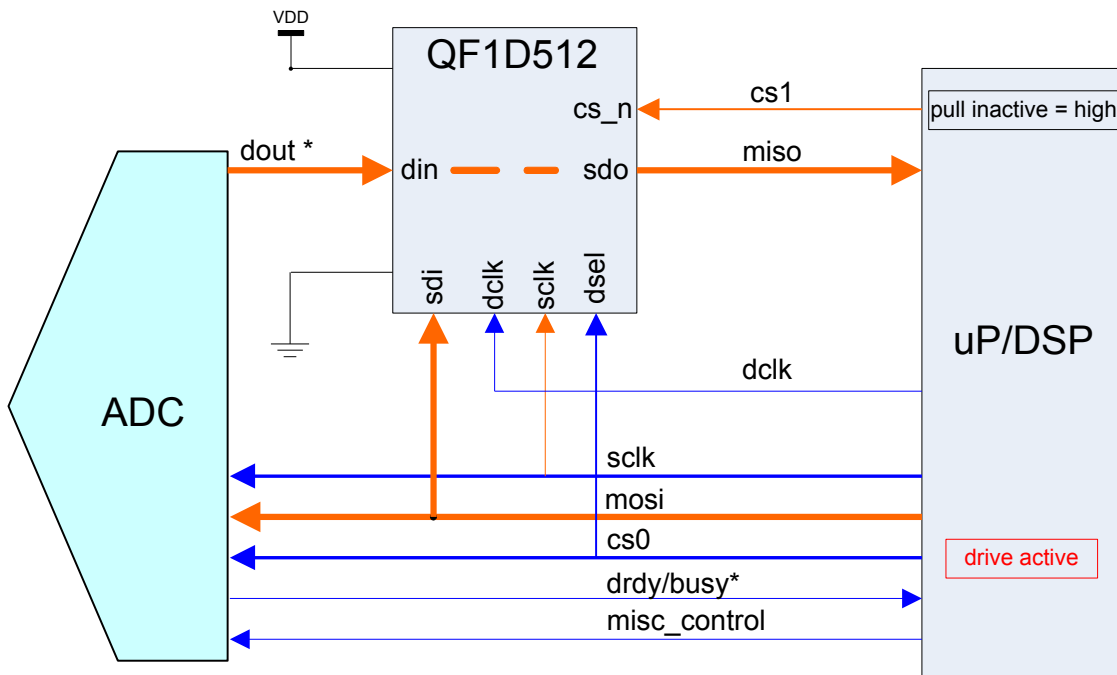 VDD
QF1D512
cs_n
cs1
pull inactive = high
dout *
din
sdo
miso
sdi
dclk
sclk
dsel
uP/DSP
dclk
ADC
sclk
mosi
cs0
drive active
drdy/busy*
misc_control